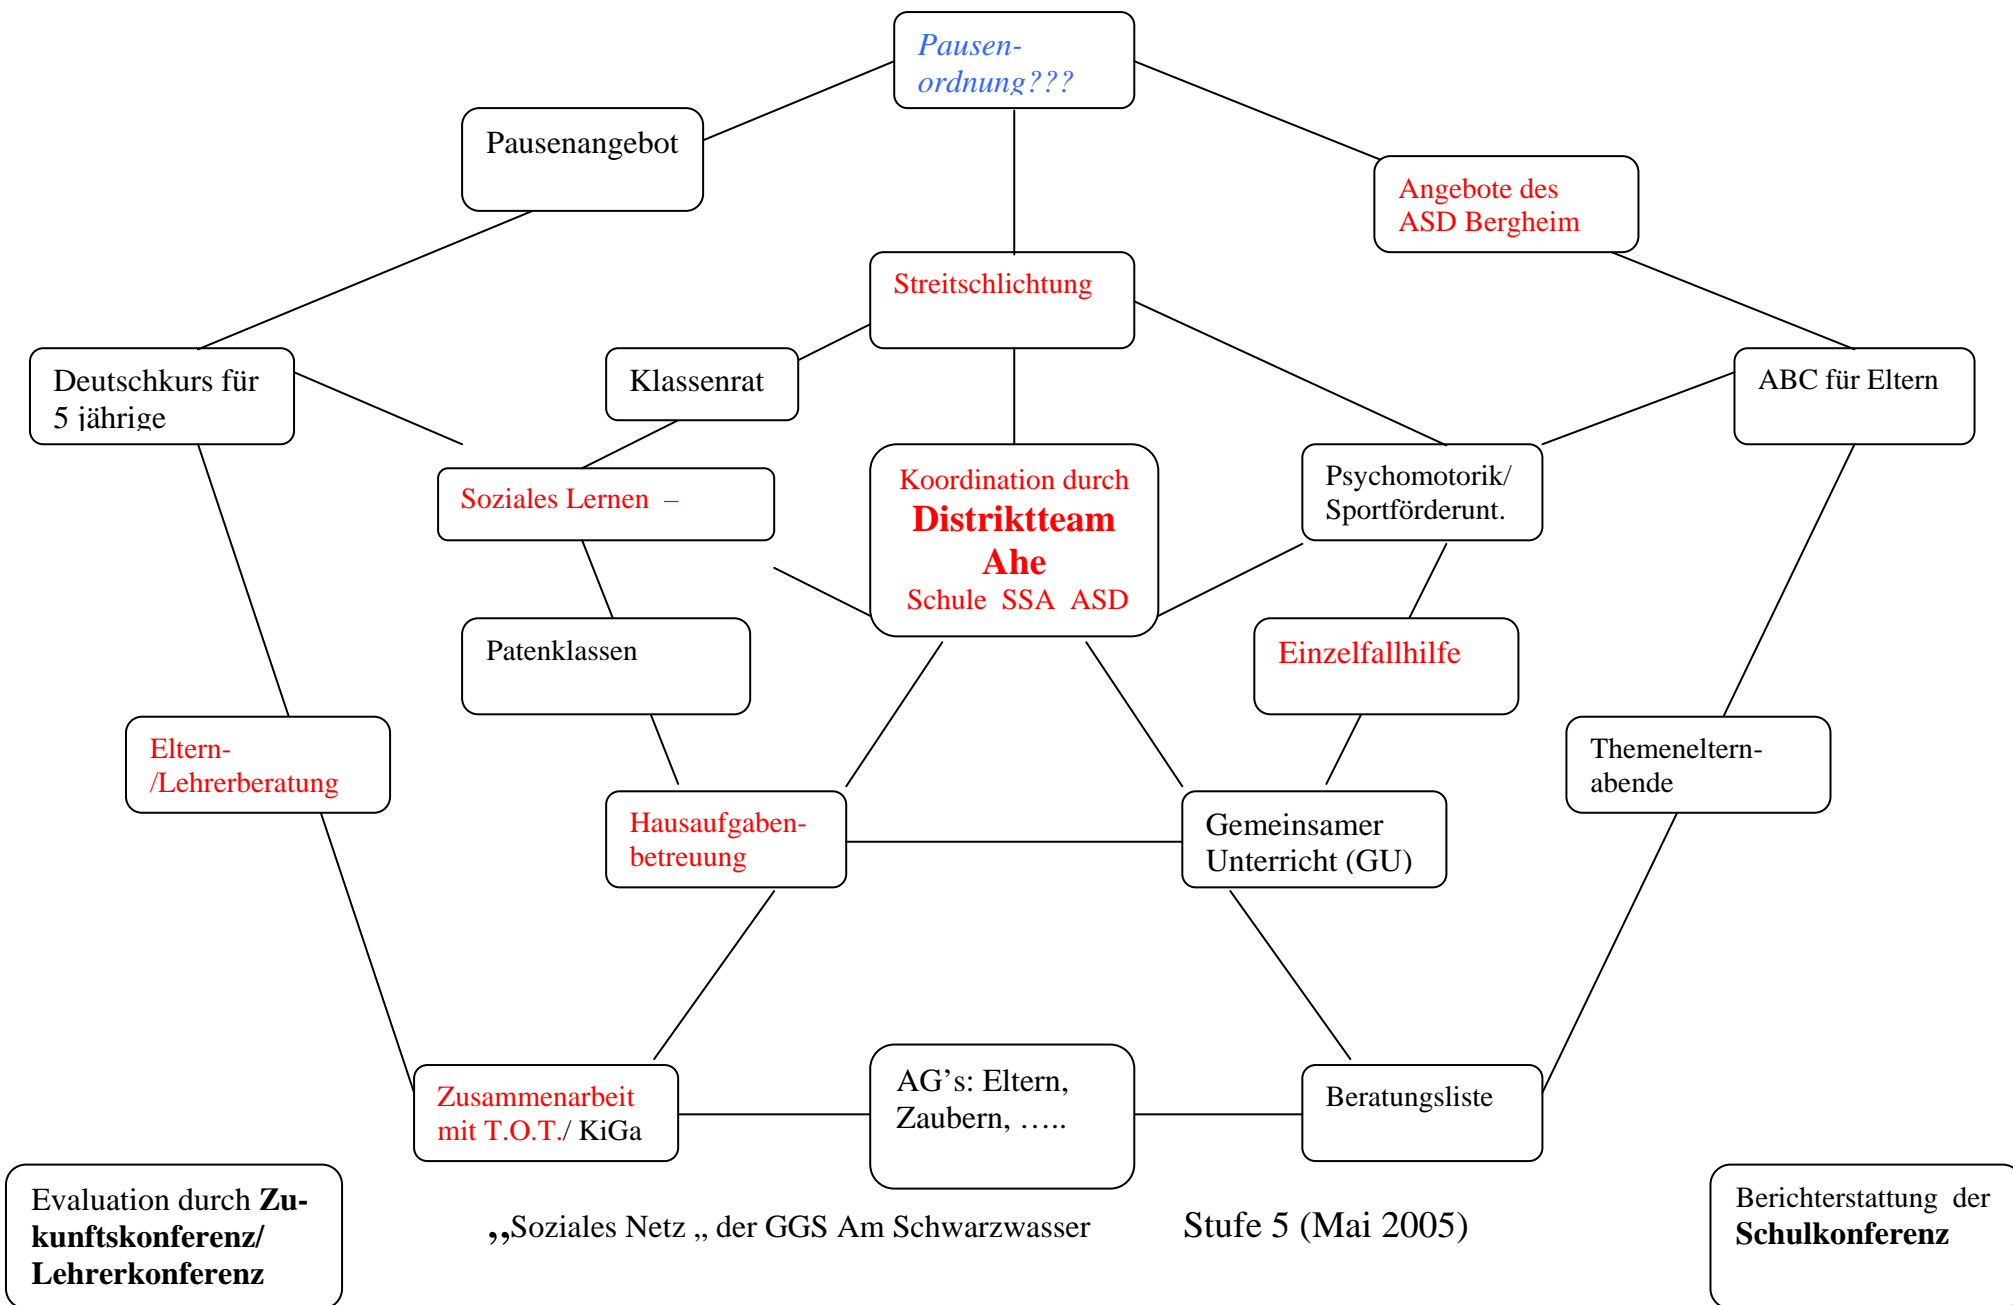 Pausen-
ordnung???
Pausenangebot
Angebote des
ASD Bergheim
Streitschlichtung
Deutschkurs für
5 jährige
Klassenrat
ABC für Eltern
Soziales Lernen –
Koordination durch
Distriktteam
Ahe
Schule SSA ASD
Psychomotorik/
Sportförderunt.
Patenklassen
Einzelfallhilfe
Eltern-
/Lehrerberatung
Themeneltern-
abende
Hausaufgaben-
betreuung
Gemeinsamer
Unterricht (GU)
Zusammenarbeit
mit T.O.T./ KiGa
AG’s: Eltern,
Zaubern, …..
Beratungsliste
Evaluation durch Zu-
kunftskonferenz/
Lehrerkonferenz
„Soziales Netz „ der GGS Am Schwarzwasser Stufe 5 (Mai 2005)
Berichterstattung der
Schulkonferenz